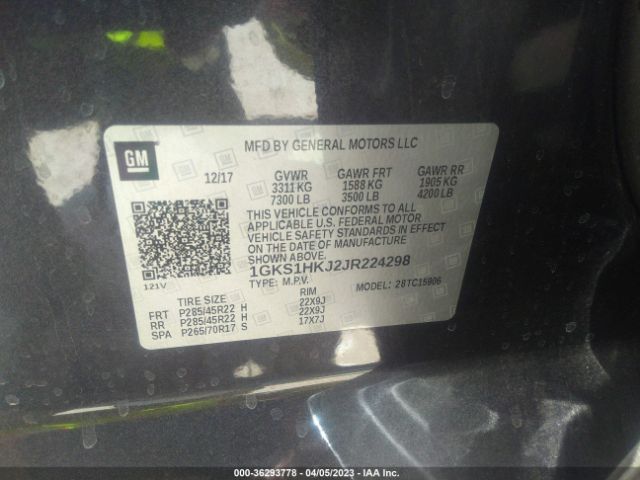 GM
MFD BY GENERAL MOTORS LLC
12/17 GVWR GAWR FRT GAWR RR
3311 KG 1588 KG 1905 KG
7300 LB 3500 LB 4200 LB
THIS VEHICLE CONFORMS TO ALL
APPLICABLE U.S. FEDERAL MOTOR
VEHICLE SAFETY STANDARDS IN EFFECT
ON THE DATE OF MANUFACTURE
1GKS1HKJ2JR224298
121V TYPE: M.P.V. MODEL: 28TC15906
TIRE SIZE RIM
FRT P285/45R22 H 22X9J
RR P285/45R22 H 22X9J
SPA P265/70R17 S 17X7J
000-36293778 - 04/05/2023 - IAA Inc.